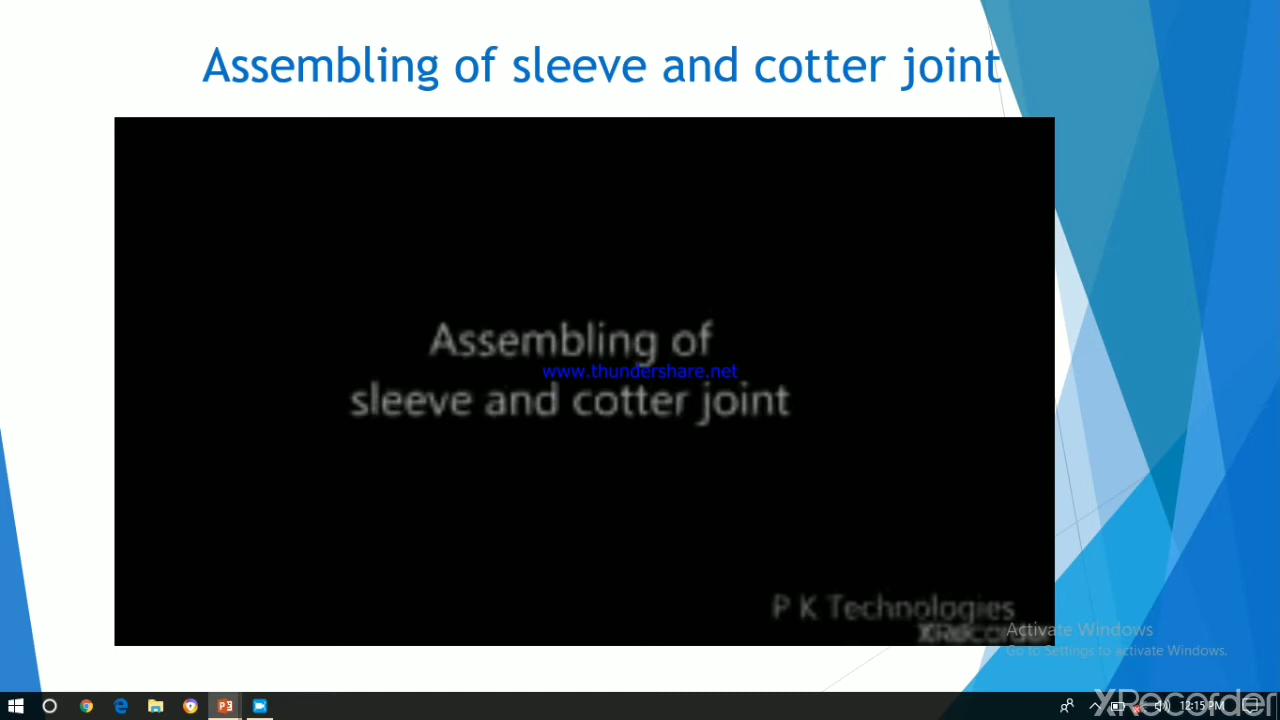 Assembling of sleeve and cotter joint
Assembling of
www.thundershare.net
sleeve and cotter joint
P K Technologies
XRecorder
Activate Windows
Go to Settings to activate Windows.
XRecorder
12:15 PM